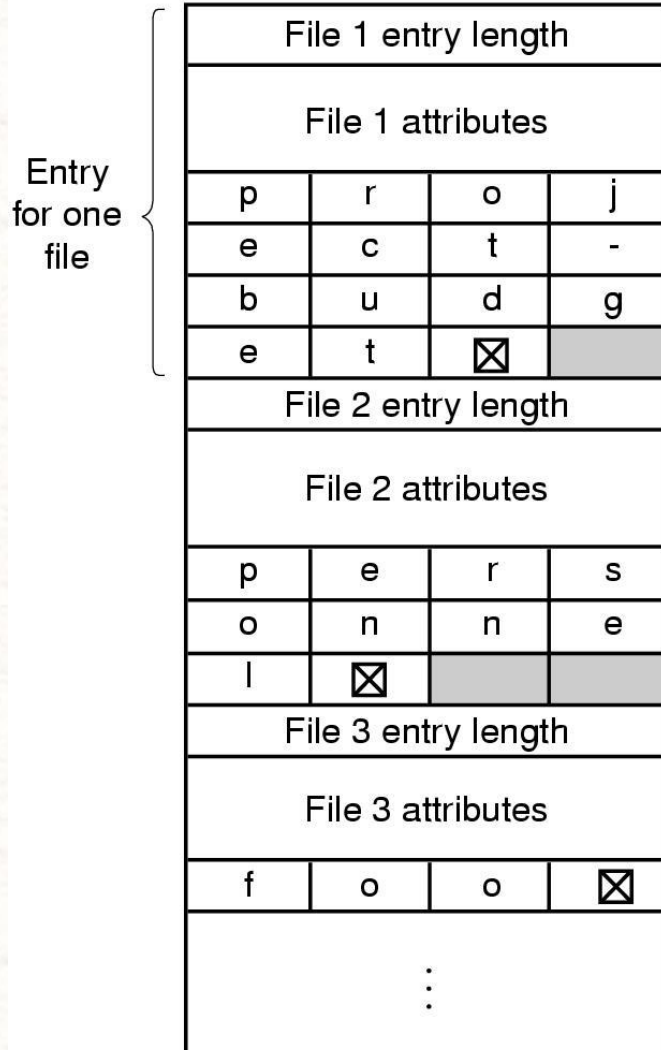 File 1 entry length
File 1 attributes
Entry
for one
file
p r o j
e c t -
b u d g
e t ☒
File 2 entry length
File 2 attributes
p e r s
o n n e
l ☒
File 3 entry length
File 3 attributes
f o o ☒
⋮